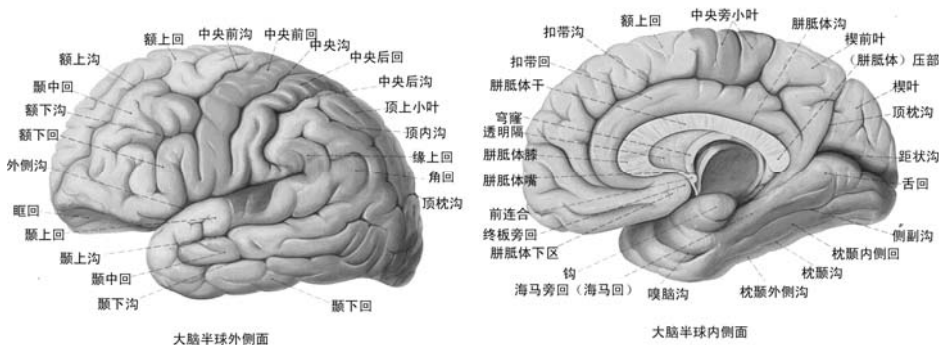 额上回
中央前沟
中央前回
中央沟
中央后回
中央后沟
顶上小叶
顶内沟
缘上回
角回
顶枕沟
额上沟
颞中回
额下沟
额下回
外侧沟
眶回
颞上回
颞上沟
颞中回
颞下沟
颞下回
大脑半球外侧面
额上回
中央旁小叶
胼胝体沟
楔前叶
(胼胝体)压部
楔叶
顶枕沟
距状沟
舌回
侧副沟
枕颞内侧回
枕颞沟
枕颞外侧沟
嗅脑沟
扣带沟
扣带回
胼胝体干
穹窿
透明隔
胼胝体膝
胼胝体嘴
前连合
终板旁回
胼胝体下区
钩
海马旁回(海马回)
大脑半球内侧面